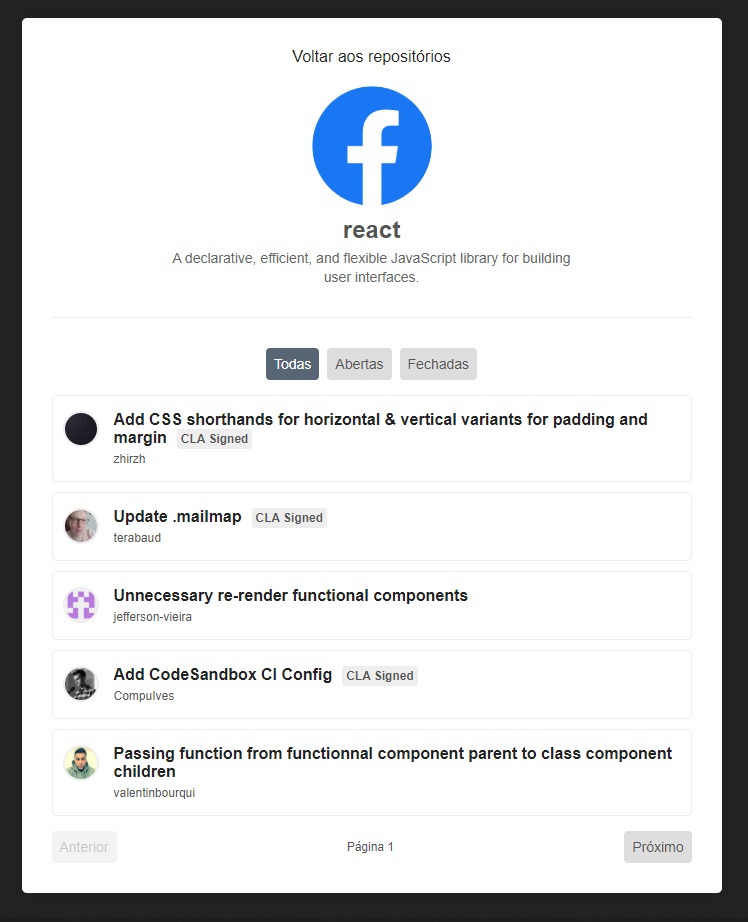 Voltar aos repositórios
react
A declarative, efficient, and flexible JavaScript library for building
user interfaces.
Todas Abertas Fechadas
Add CSS shorthands for horizontal & vertical variants for padding and
margin CLA Signed
zhirzh
Update .mailmap CLA Signed
terabaud
Unnecessary re-render functional components
jefferson-vieira
Add CodeSandbox CI Config CLA Signed
Compulves
Passing function from functionnal component parent to class component
children
valentinbourqui
Anterior Página 1 Próximo